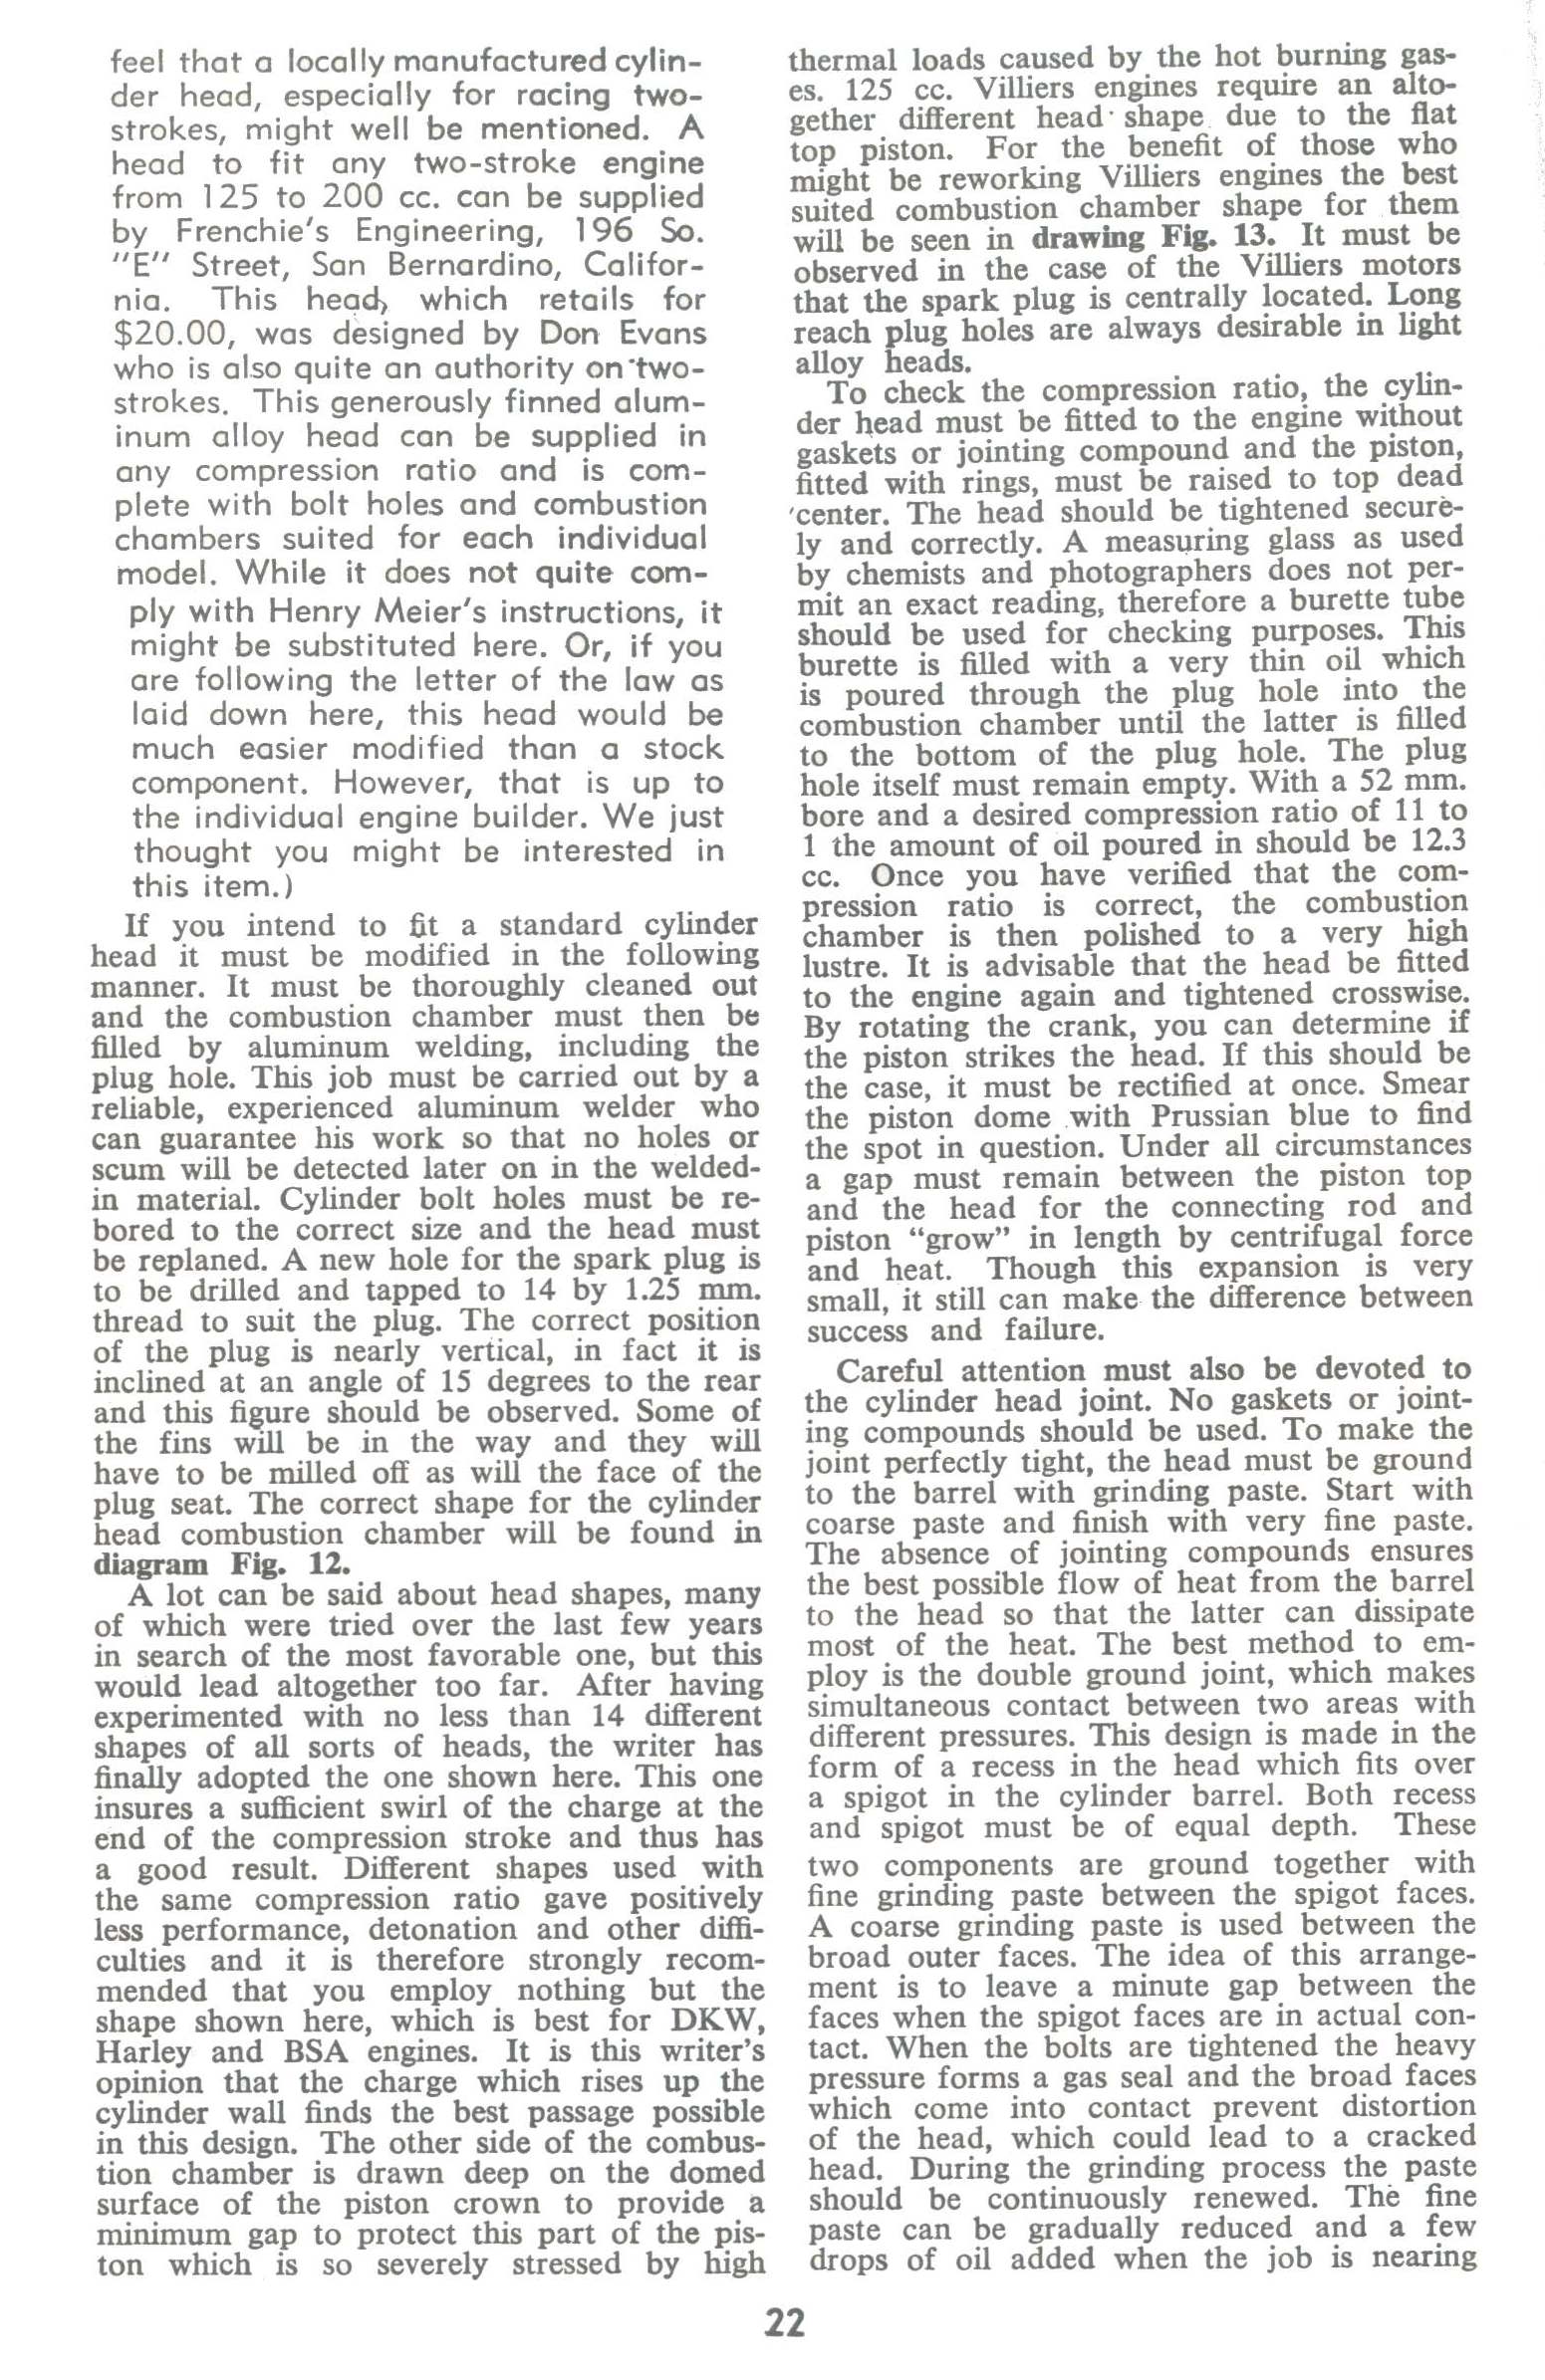 feel that a locally manufactured cylin-
der head, especially for racing two-
strokes, might well be mentioned. A
head to fit any two-stroke engine
from 125 to 200 cc. can be supplied
by Frenchie's Engineering, 196 So.
"E" Street, San Bernardino, Califor-
nia. This head, which retails for
$20.00, was designed by Don Evans
who is also quite an authority on two-
strokes. This generously finned alum-
inum alloy head can be supplied in
any compression ratio and is com-
plete with bolt holes and combustion
chambers suited for each individual
model. While it does not quite com-
ply with Henry Meier's instructions, it
might be substituted here. Or, if you
are following the letter of the law as
laid down here, this head would be
much easier modified than a stock
component. However, that is up to
the individual engine builder. We just
thought you might be interested in
this item.)
If you intend to fit a standard cylinder
head it must be modified in the following
manner. It must be thoroughly cleaned out
and the combustion chamber must then be
filled by aluminum welding, including the
plug hole. This job must be carried out by a
reliable, experienced aluminum welder who
can guarantee his work so that no holes or
scum will be detected later on in the welded-
in material. Cylinder bolt holes must be re-
bored to the correct size and the head must
be replaned. A new hole for the spark plug is
to be drilled and tapped to 14 by 1.25 mm.
thread to suit the plug. The correct position
of the plug is nearly vertical, in fact it is
inclined at an angle of 15 degrees to the rear
and this figure should be observed. Some of
the fins will be in the way and they will
have to be milled off as will the face of the
plug seat. The correct shape for the cylinder
head combustion chamber will be found in
diagram Fig. 12.
A lot can be said about head shapes, many
of which were tried over the last few years
in search of the most favorable one, but this
would lead altogether too far. After having
experimented with no less than 14 different
shapes of all sorts of heads, the writer has
finally adopted the one shown here. This one
insures a sufficient swirl of the charge at the
end of the compression stroke and thus has
a good result. Different shapes used with
the same compression ratio gave positively
less performance, detonation and other diffi-
culties and it is therefore strongly recom-
mended that you employ nothing but the
shape shown here, which is best for DKW,
Harley and BSA engines. It is this writer's
opinion that the charge which rises up the
cylinder wall finds the best passage possible
in this design. The other side of the combus-
tion chamber is drawn deep on the domed
surface of the piston crown to provide a
minimum gap to protect this part of the pis-
ton which is so severely stressed by high
thermal loads caused by the hot burning gas-
es. 125 cc. Villiers engines require an alto-
gether different head shape due to the flat
top piston. For the benefit of those who
might be reworking Villiers engines the best
suited combustion chamber shape for them
will be seen in drawing Fig. 13. It must be
observed in the case of the Villiers motors
that the spark plug is centrally located. Long
reach plug holes are always desirable in light
alloy heads.
To check the compression ratio, the cylin-
der head must be fitted to the engine without
gaskets or jointing compound and the piston,
fitted with rings, must be raised to top dead
center. The head should be tightened secure-
ly and correctly. A measuring glass as used
by chemists and photographers does not per-
mit an exact reading, therefore a burette tube
should be used for checking purposes. This
burette is filled with a very thin oil which
is poured through the plug hole into the
combustion chamber until the latter is filled
to the bottom of the plug hole. The plug
hole itself must remain empty. With a 52 mm.
bore and a desired compression ratio of 11 to
1 the amount of oil poured in should be 12.3
cc. Once you have verified that the com-
pression ratio is correct, the combustion
chamber is then polished to a very high
lustre. It is advisable that the head be fitted
to the engine again and tightened crosswise.
By rotating the crank, you can determine if
the piston strikes the head. If this should be
the case, it must be rectified at once. Smear
the piston dome with Prussian blue to find
the spot in question. Under all circumstances
a gap must remain between the piston top
and the head for the connecting rod and
piston "grow" in length by centrifugal force
and heat. Though this expansion is very
small, it still can make the difference between
success and failure.
Careful attention must also be devoted to
the cylinder head joint. No gaskets or joint-
ing compounds should be used. To make the
joint perfectly tight, the head must be ground
to the barrel with grinding paste. Start with
coarse paste and finish with very fine paste.
The absence of jointing compounds ensures
the best possible flow of heat from the barrel
to the head so that the latter can dissipate
most of the heat. The best method to em-
ploy is the double ground joint, which makes
simultaneous contact between two areas with
different pressures. This design is made in the
form of a recess in the head which fits over
a spigot in the cylinder barrel. Both recess
and spigot must be of equal depth. These
two components are ground together with
fine grinding paste between the spigot faces.
A coarse grinding paste is used between the
broad outer faces. The idea of this arrange-
ment is to leave a minute gap between the
faces when the spigot faces are in actual con-
tact. When the bolts are tightened the heavy
pressure forms a gas seal and the broad faces
which come into contact prevent distortion
of the head, which could lead to a cracked
head. During the grinding process the paste
should be continuously renewed. The fine
paste can be gradually reduced and a few
drops of oil added when the job is nearing
22